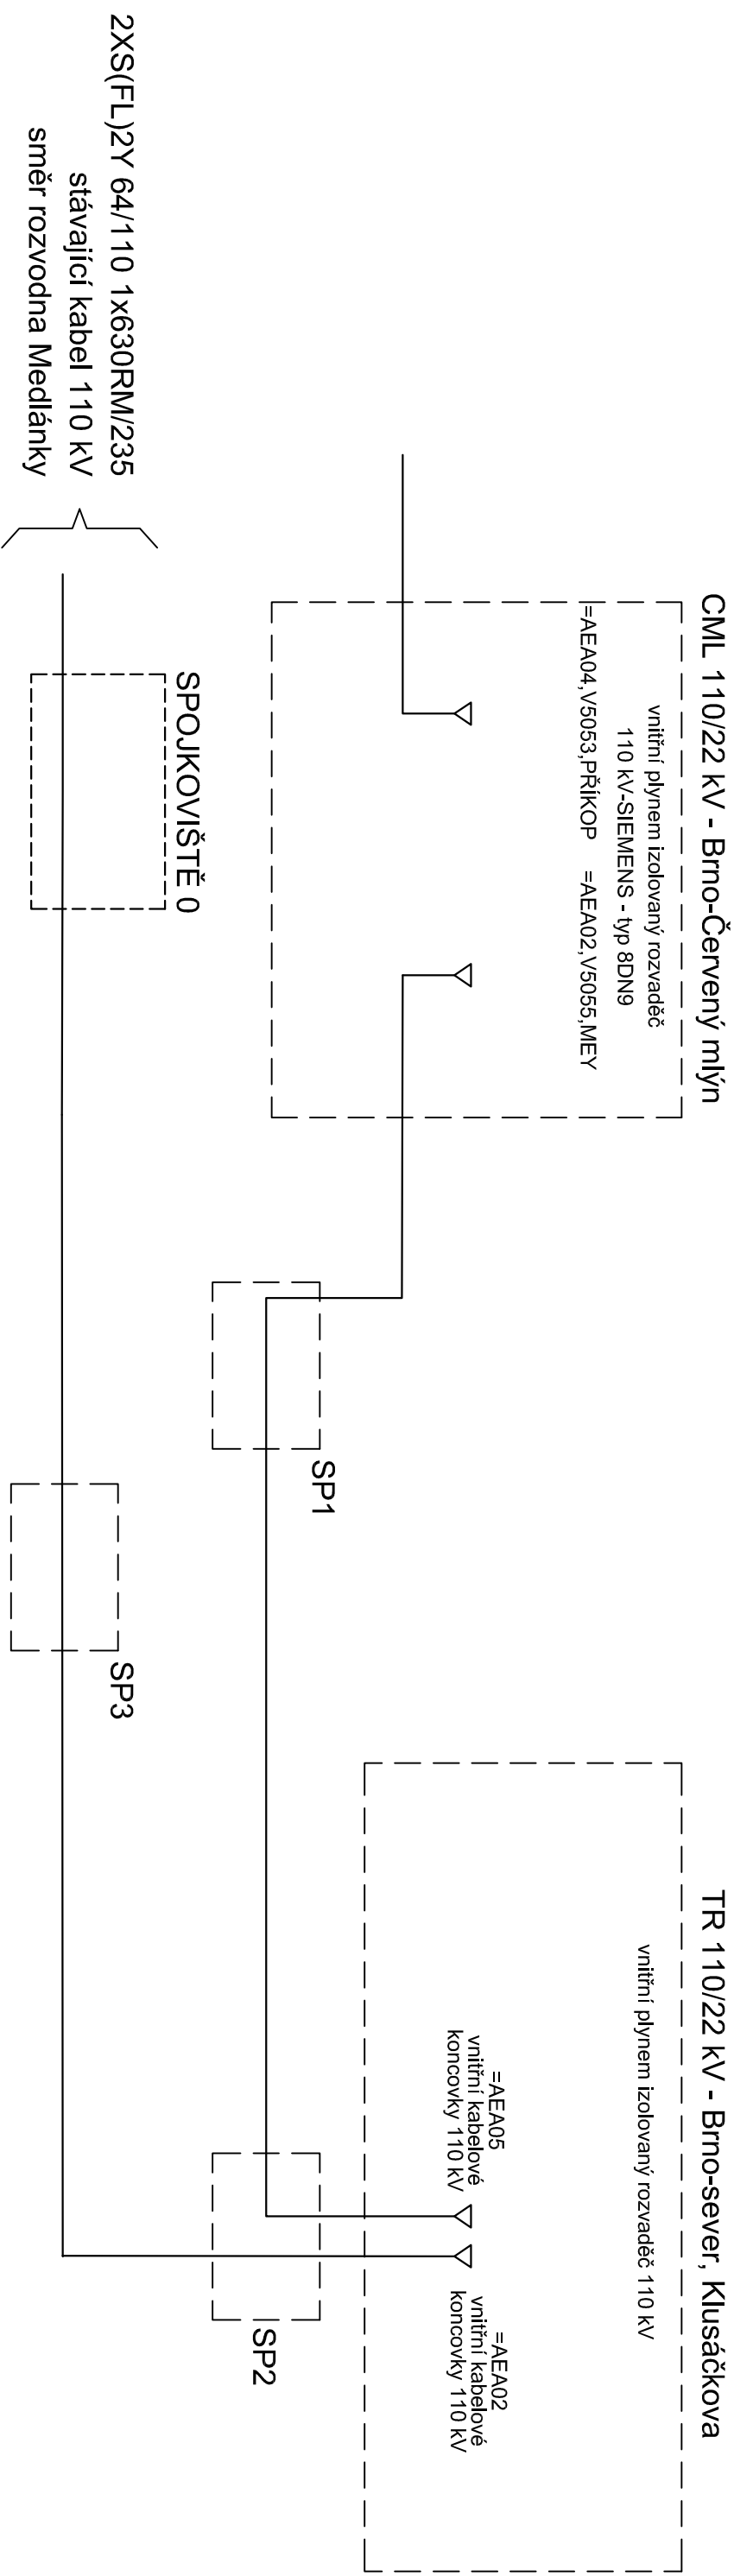 CML 110/22 kV - Brno-Červený mlýn
vnitřní plynem izolovaný rozvaděč
110 kV-SIEMENS - typ 8DN9
=AEA04,V5053,PŘÍKOP =AEA02,V5055,MEY
TR 110/22 kV - Brno-sever, Klusáčkova
vnitřní plynem izolovaný rozvaděč 110 kV
=AEA05
vnitřní kabelové
koncovky 110 kV
=AEA02
vnitřní kabelové
koncovky 110 kV
SP1
SP2
SPOJKOVIŠTĚ 0
SP3
2XS(FL)2Y 64/110 1x630RM/235
stávající kabel 110 kV
směr rozvodna Medlánky